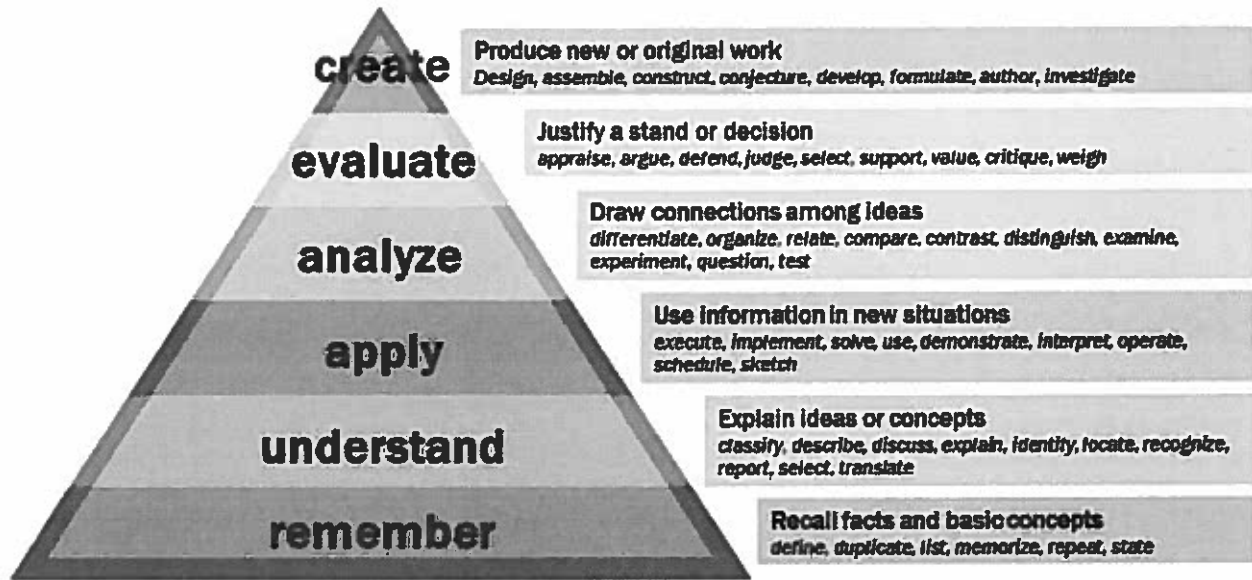 create
Produce new or original work
Design, assemble, construct, conjecture, develop, formulate, author, investigate
evaluate
Justify a stand or decision
appraise, argue, defend, judge, select, support, value, critique, weigh
analyze
Draw connections among ideas
differentiate, organize, relate, compare, contrast, distinguish, examine,
experiment, question, test
apply
Use information in new situations
execute, implement, solve, use, demonstrate, interpret, operate,
schedule, sketch
understand
Explain ideas or concepts
classify, describe, discuss, explain, identify, locate, recognize,
report, select, translate
remember
Recall facts and basic concepts
define, duplicate, list, memorize, repeat, state